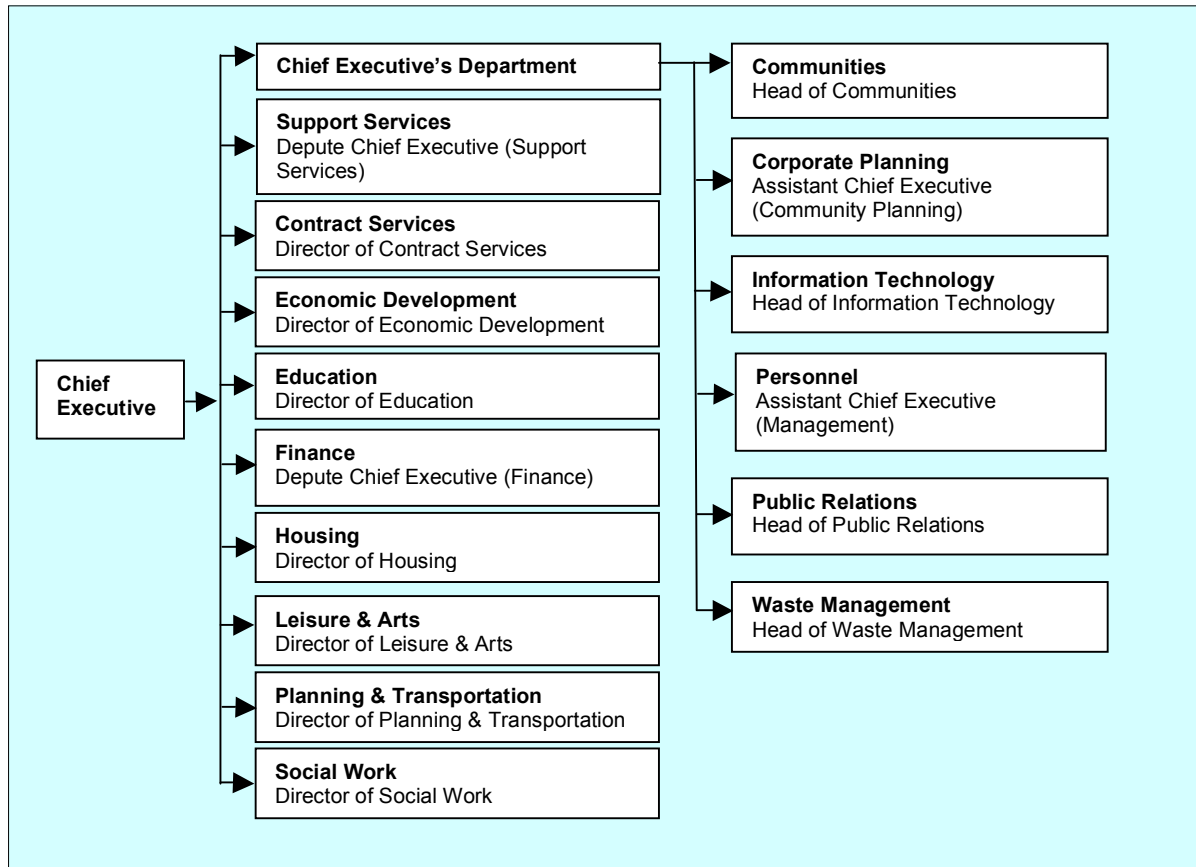 Chief
Executive
Chief Executive’s Department
Support Services
Depute Chief Executive (Support
Services)
Contract Services
Director of Contract Services
Economic Development
Director of Economic Development
Education
Director of Education
Finance
Depute Chief Executive (Finance)
Housing
Director of Housing
Leisure & Arts
Director of Leisure & Arts
Planning & Transportation
Director of Planning & Transportation
Social Work
Director of Social Work
Communities
Head of Communities
Corporate Planning
Assistant Chief Executive
(Community Planning)
Information Technology
Head of Information Technology
Personnel
Assistant Chief Executive
(Management)
Public Relations
Head of Public Relations
Waste Management
Head of Waste Management